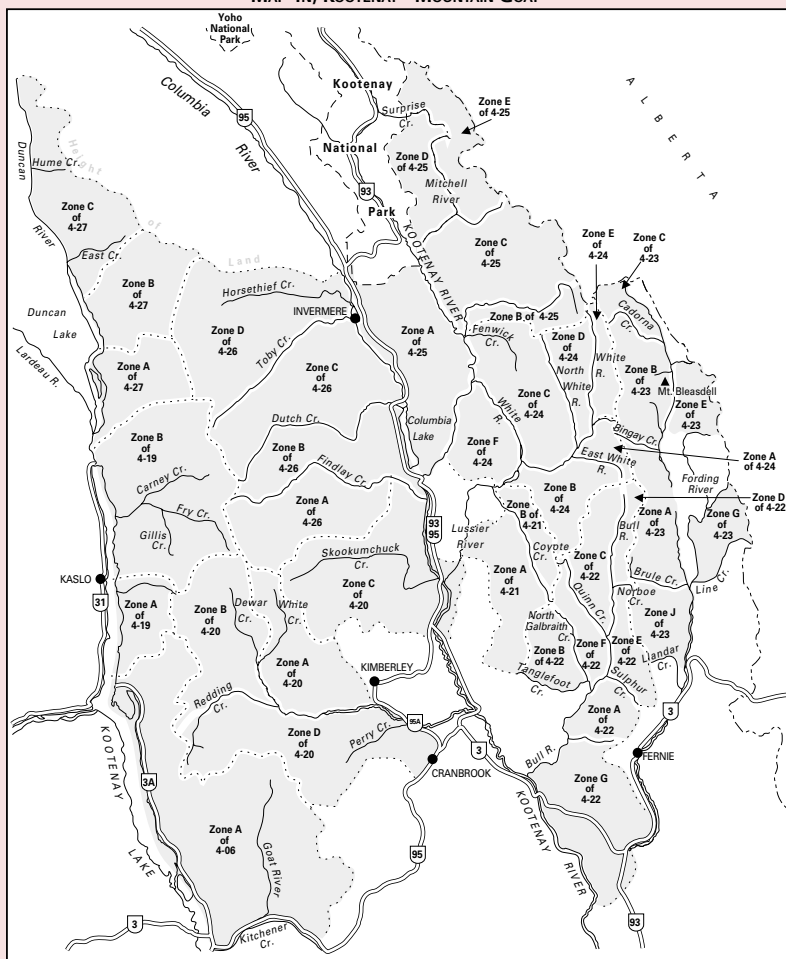 Yoho
National
Park
Kootenay
National
Park
95
93
Columbia
River
Surprise
Cr.
Zone E
of 4-25
A L B E R T A
Zone D
of 4-25
Mitchell
River
Duncan
River
Hume Cr.
Height
of
Land
Zone C
of
4-27
East Cr.
Zone B
of
4-27
KOOTENAY RIVER
Zone C
of
4-25
Zone E
of
4-24
Zone C
of
4-23
Horsethief Cr.
INVERMERE
Zone D
of
4-26
Toby Cr.
Zone A
of
4-25
Zone B of 4-25
Fenwick
Cr.
Zone D
of
4-24
North
White
R.
White
R.
Cadorna
Cr.
Zone B
of
4-23
Mt. Bleasdell
Zone E
of
4-23
Duncan
Lake
Lardeau R.
Zone A
of
4-27
Zone C
of
4-26
Zone C
of
4-24
Dutch Cr.
Columbia
Lake
White
R.
Bingay Cr.
Zone B
of
4-19
Zone B
of
4-26
Findlay Cr.
Zone F
of
4-24
East White
R.
Zone A
of 4-24
Carney Cr.
Fry Cr.
Gillis
Cr.
Zone A
of
4-26
93
95
Lussier
River
Zone
B of
4-21
Zone B
of
4-24
Fording
River
Zone D
of 4-22
Bull
R.
Zone A
of
4-23
Zone G
of
4-23
Skookumchuck
Cr.
Coyote
Cr.
Zone C
of
4-22
KASLO
31
Zone C
of
4-20
Zone A
of
4-21
Quinn Cr.
Brule Cr.
Line Cr.
Norboe
Cr.
Zone A
of
4-19
Zone B
of
4-20
Dewar
Cr.
White
Cr.
North
Galbraith
Cr.
Zone J
of
4-23
Zone A
of
4-20
KIMBERLEY
Zone B
of 4-22
Zone F
of
4-22
Zone E
of
4-22
Llandar
Cr.
Tanglefoot
Cr.
Sulphur
Cr.
Redding
Cr.
Zone D
of
4-20
Perry Cr.
95A
Zone A
of
4-22
3
3
CRANBROOK
Bull R.
FERNIE
KOOTENAY
LAKE
3A
Zone G
of
4-22
Zone A
of
4-06
Goat River
95
KOOTENAY
RIVER
3
Kitchener
Cr.
93